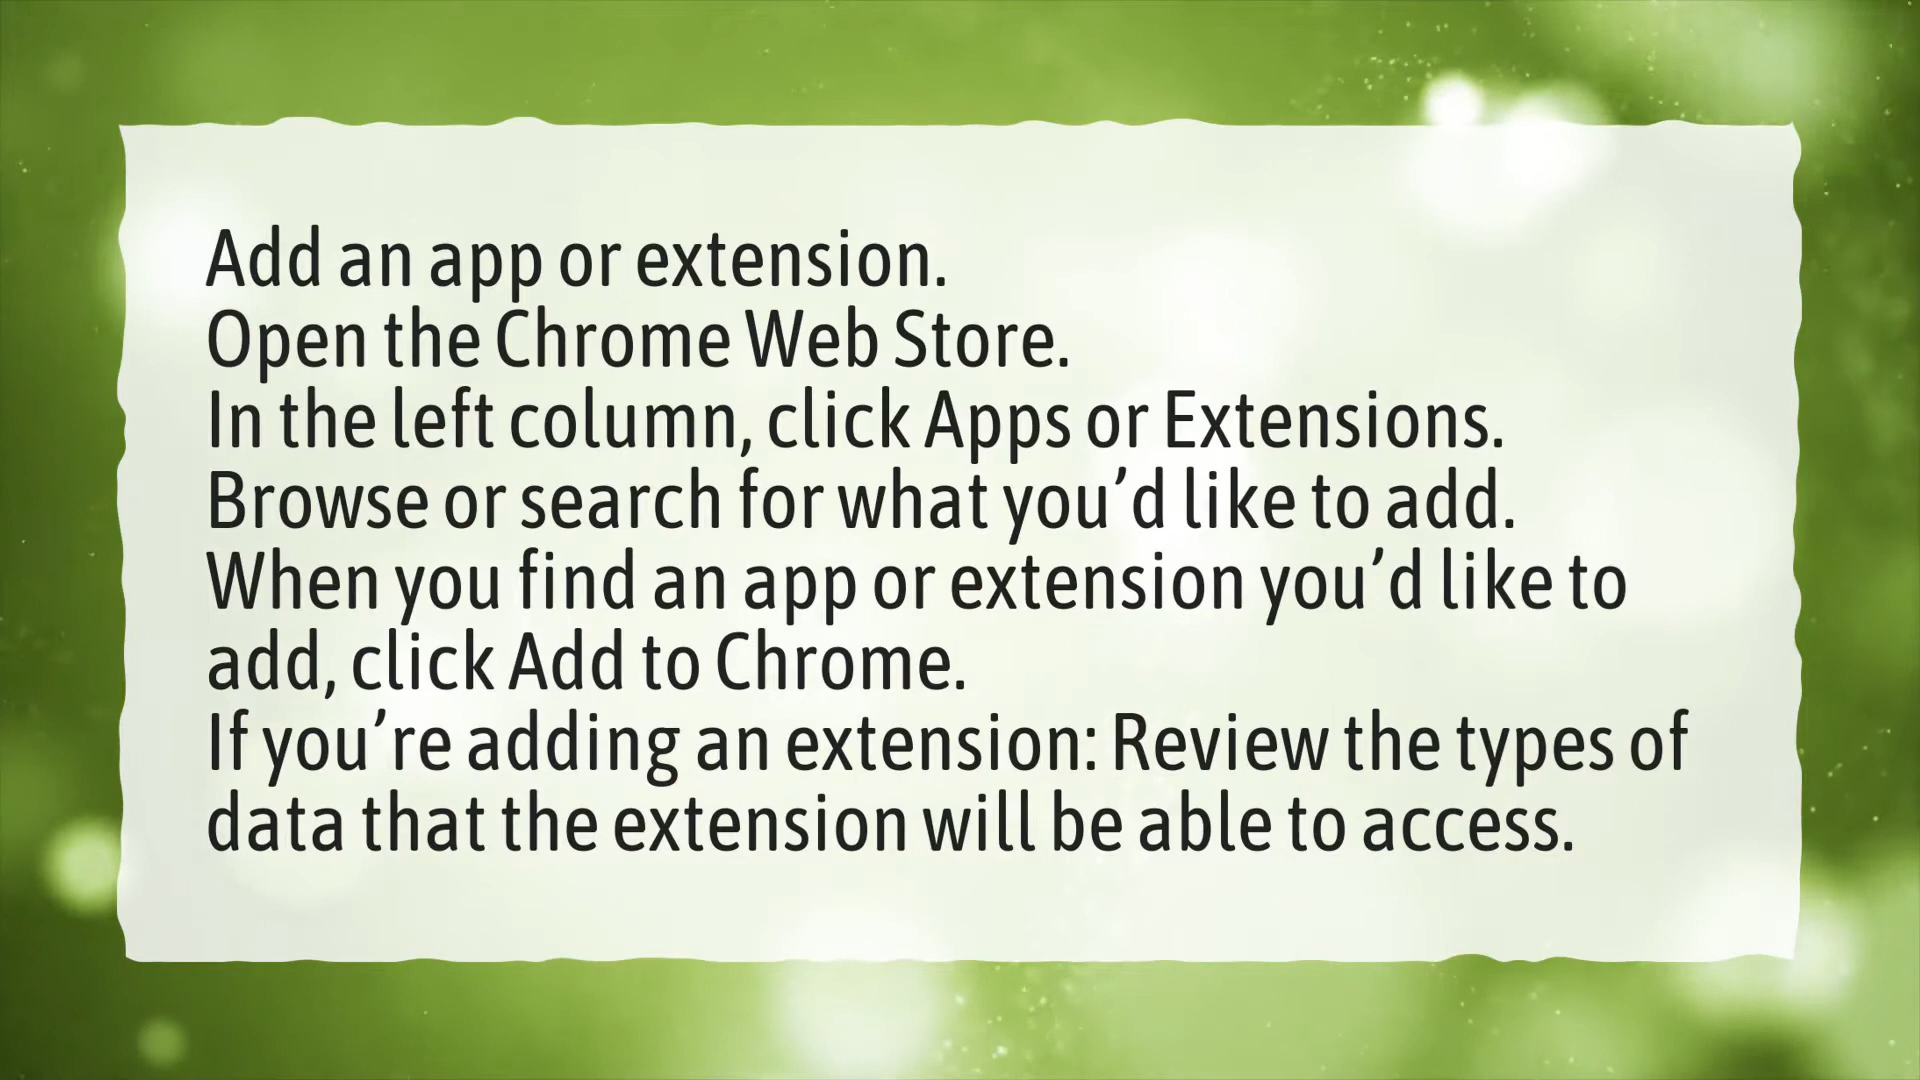 Add an app or extension.
Open the Chrome Web Store.
In the left column, click Apps or Extensions.
Browse or search for what you’d like to add.
When you find an app or extension you’d like to
add, click Add to Chrome.
If you’re adding an extension: Review the types of
data that the extension will be able to access.